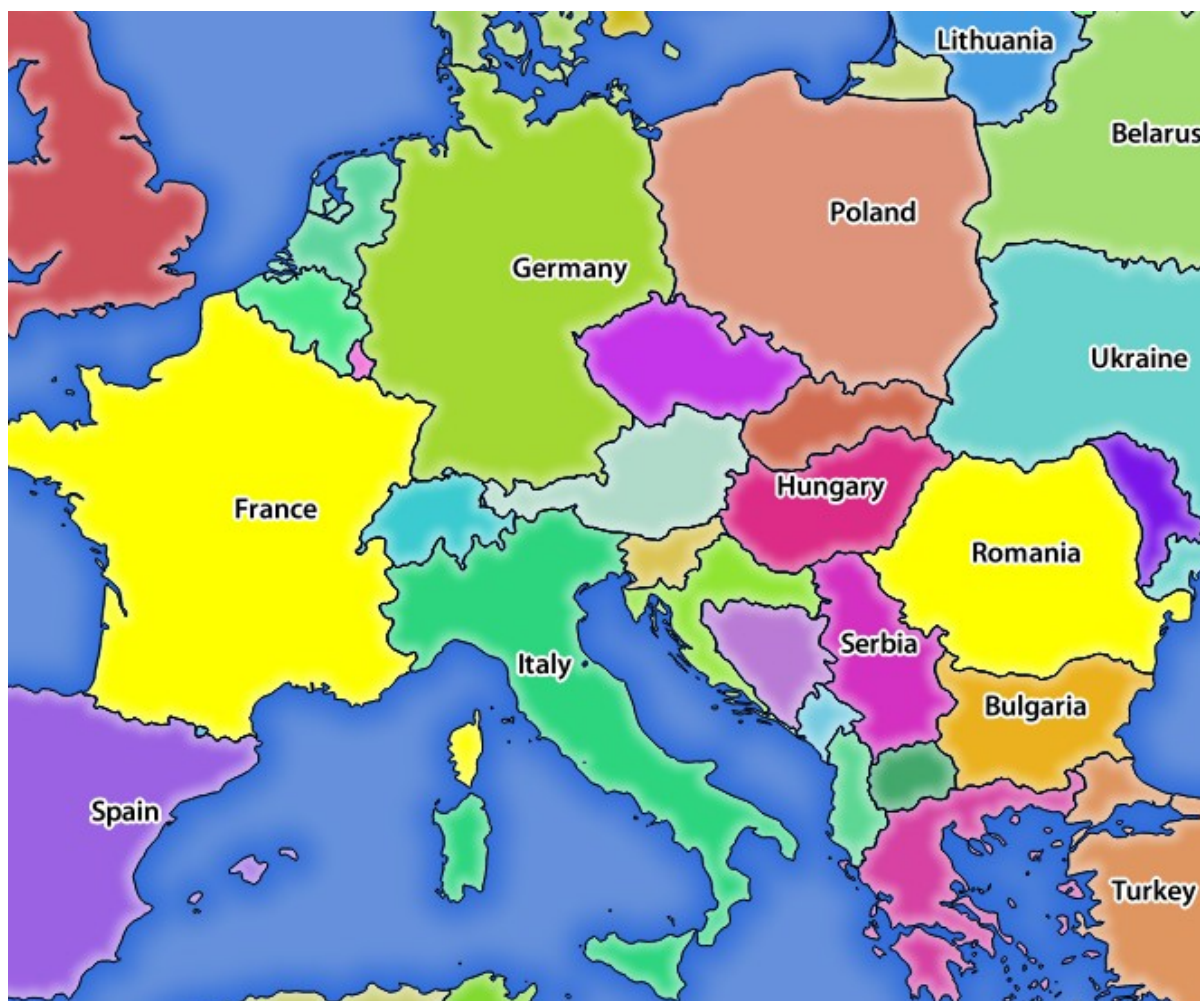 Lithuania
Belarus
Poland
Germany
Ukraine
Hungary
France
Romania
Serbia
Italy
Bulgaria
Spain
Turkey